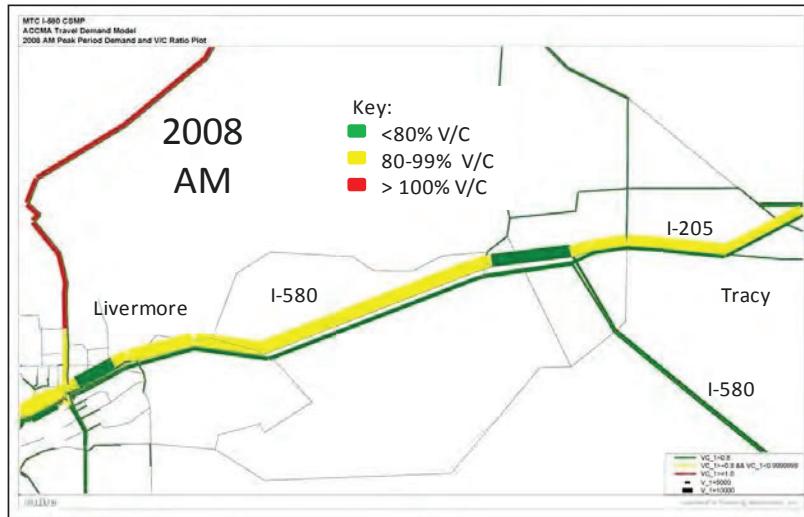 MTC I-580 CSMP
ACCMA Travel Demand Model
2008 AM Peak Period Demand and V/C Ratio Plot
2008
AM
Key:
<80% V/C
80-99% V/C
> 100% V/C
I-205
I-580
Livermore
Tracy
I-580
VC_1<0.8
VC_1>=0.8 && VC_1<0.9999999
VC_1>=1.0
V_1=5000
V_1=10000